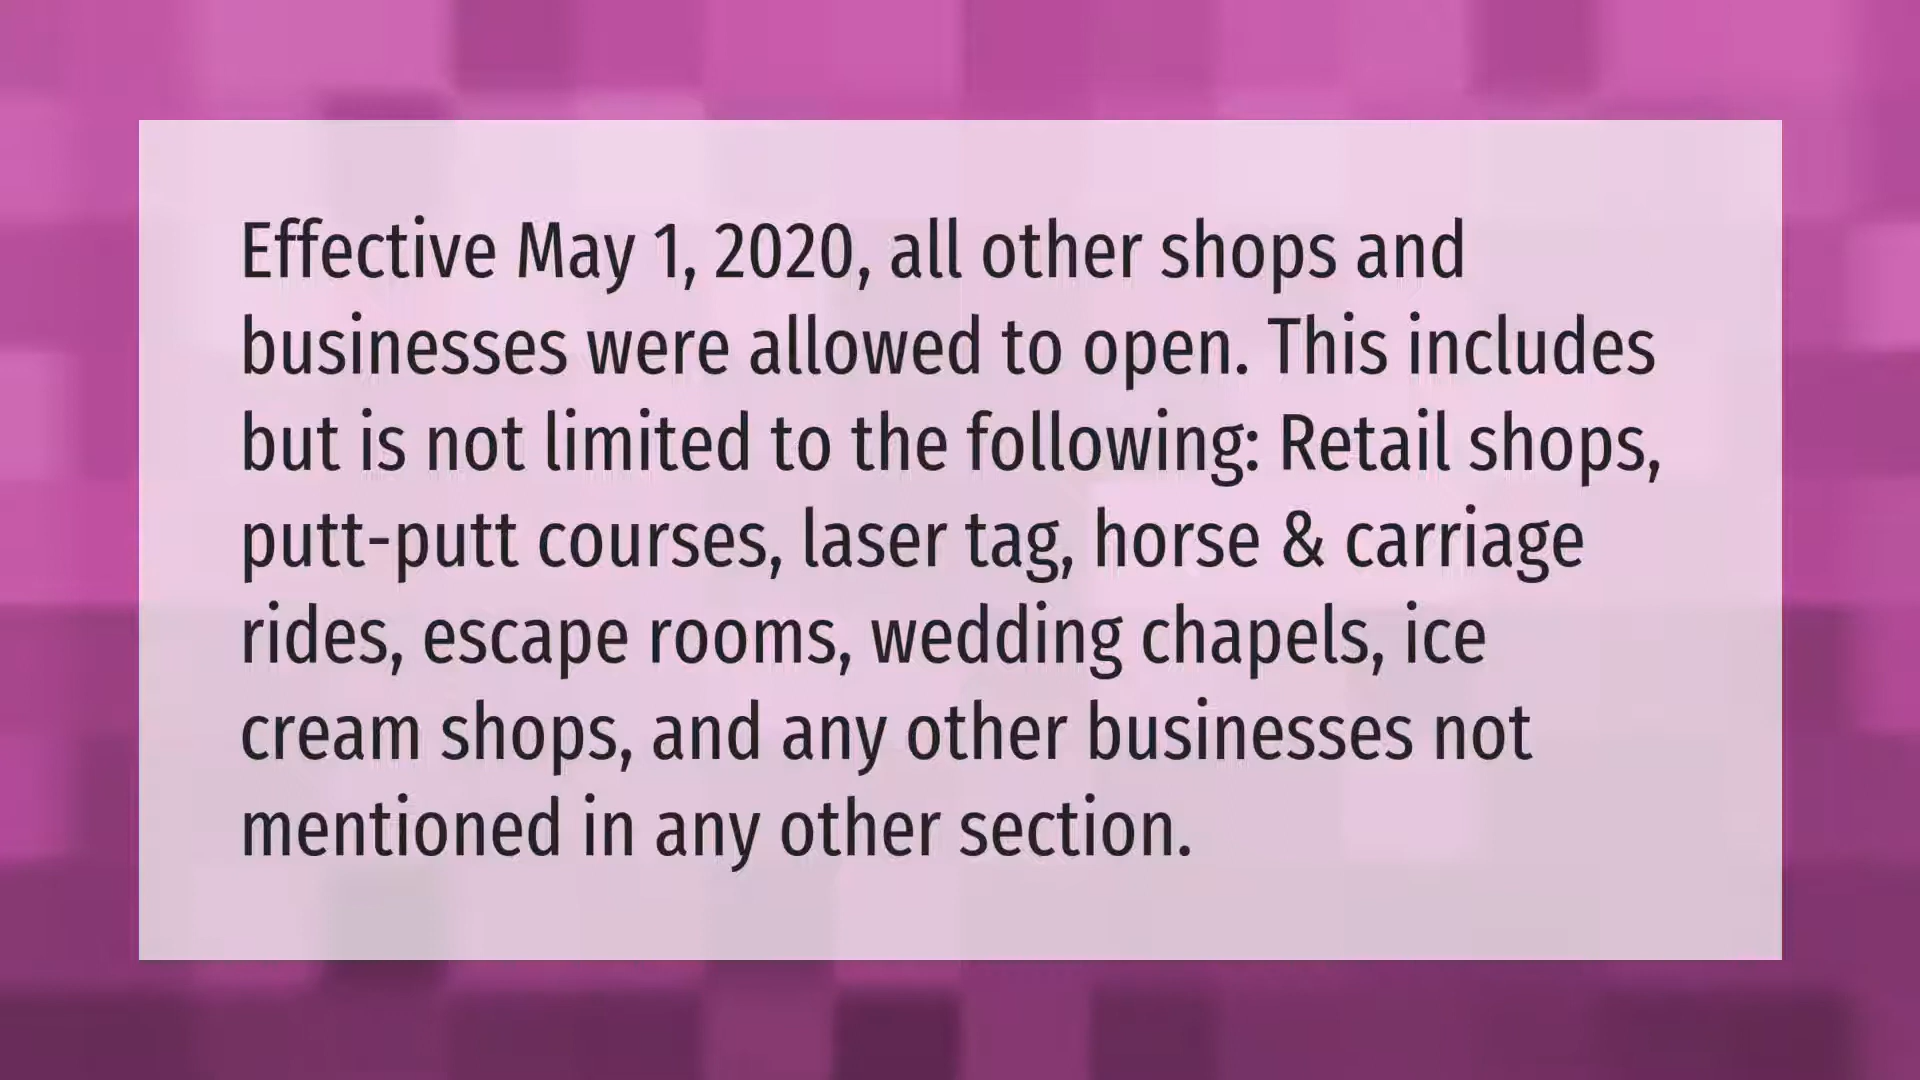 Effective May 1, 2020, all other shops and
businesses were allowed to open. This includes
but is not limited to the following: Retail shops,
putt-putt courses, laser tag, horse & carriage
rides, escape rooms, wedding chapels, ice
cream shops, and any other businesses not
mentioned in any other section.